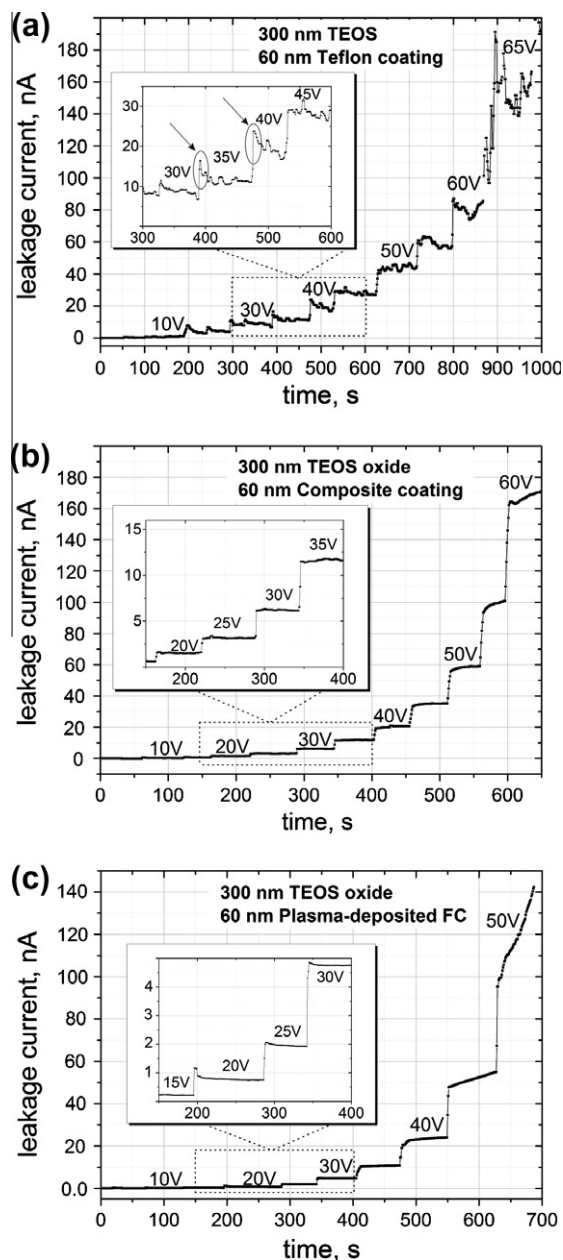 (a)
300 nm TEOS
60 nm Teflon coating
leakage current, nA
180
160
140
120
100
80
60
40
20
0
30
20
10
0
30V
35V
40V
45V
300
400
500
600
10V
30V
40V
50V
60V
65V
0 100 200 300 400 500 600 700 800 900 1000
time, s
(b)
300 nm TEOS oxide
60 nm Composite coating
leakage current, nA
180
160
140
120
100
80
60
40
20
0
15
10
5
20V
25V
30V
35V
200
300
400
10V
20V
30V
40V
50V
60V
0 100 200 300 400 500 600
time, s
(c)
300 nm TEOS oxide
60 nm Plasma-deposited FC
leakage current, nA
140
120
100
80
60
40
20
0.0
4
3
2
1
15V
20V
25V
30V
200
300
400
10V
20V
30V
40V
50V
0 100 200 300 400 500 600 700
time, s